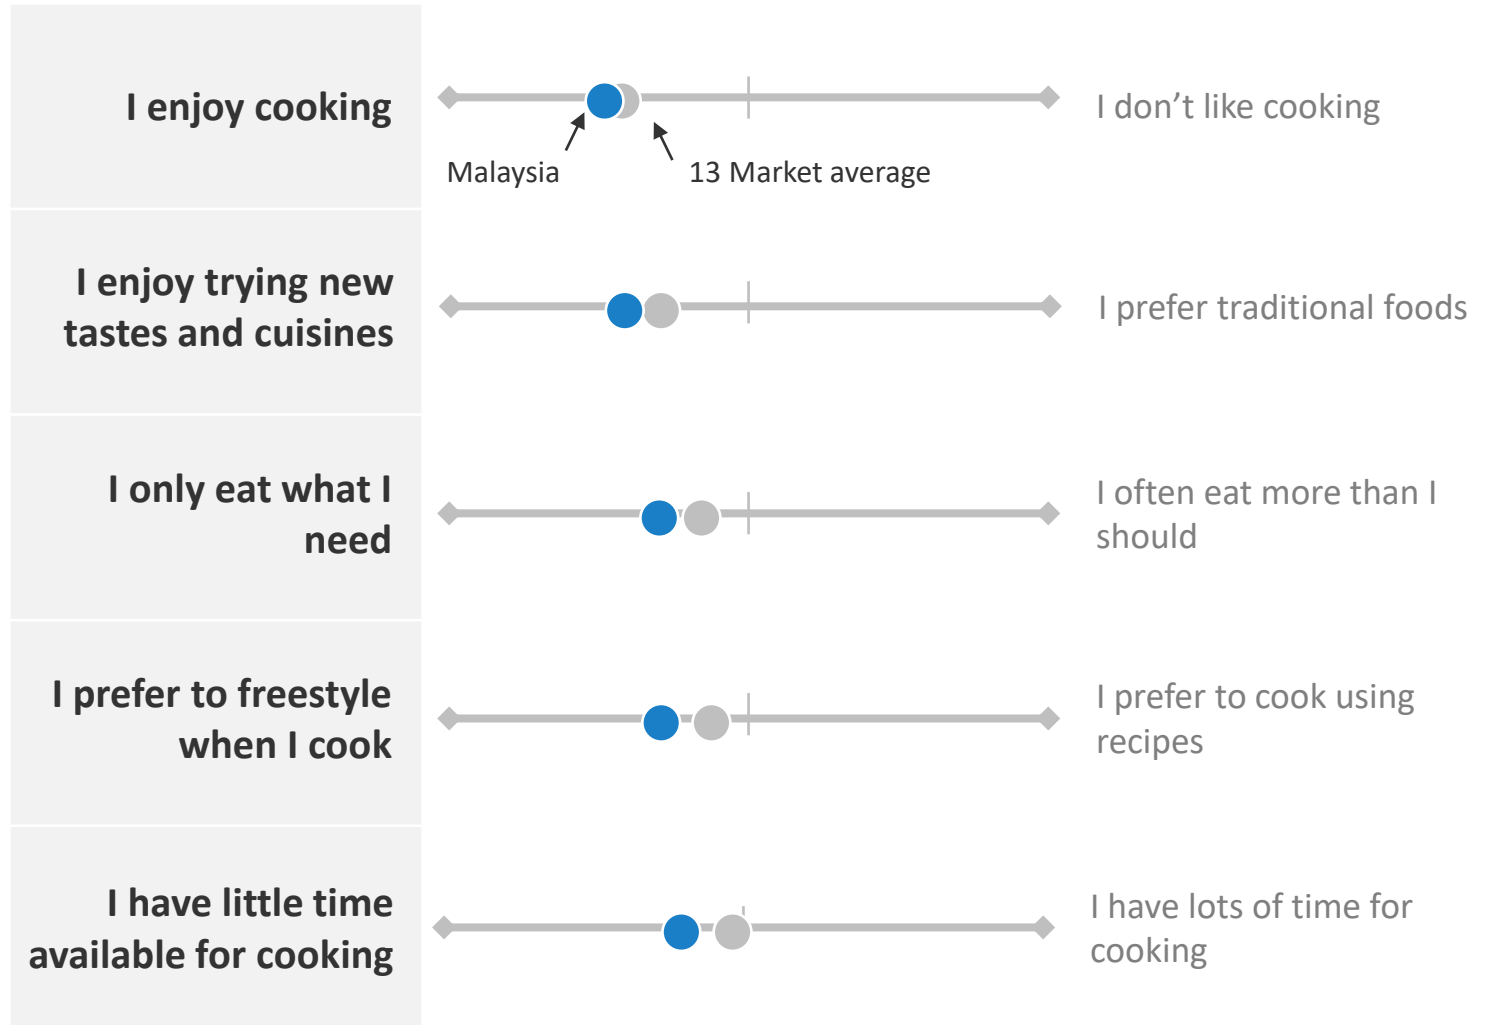 I enjoy cooking
I don’t like cooking
Malaysia
13 Market average
I enjoy trying new
tastes and cuisines
I prefer traditional foods
I only eat what I
need
I often eat more than I
should
I prefer to freestyle
when I cook
I prefer to cook using
recipes
I have little time
available for cooking
I have lots of time for
cooking